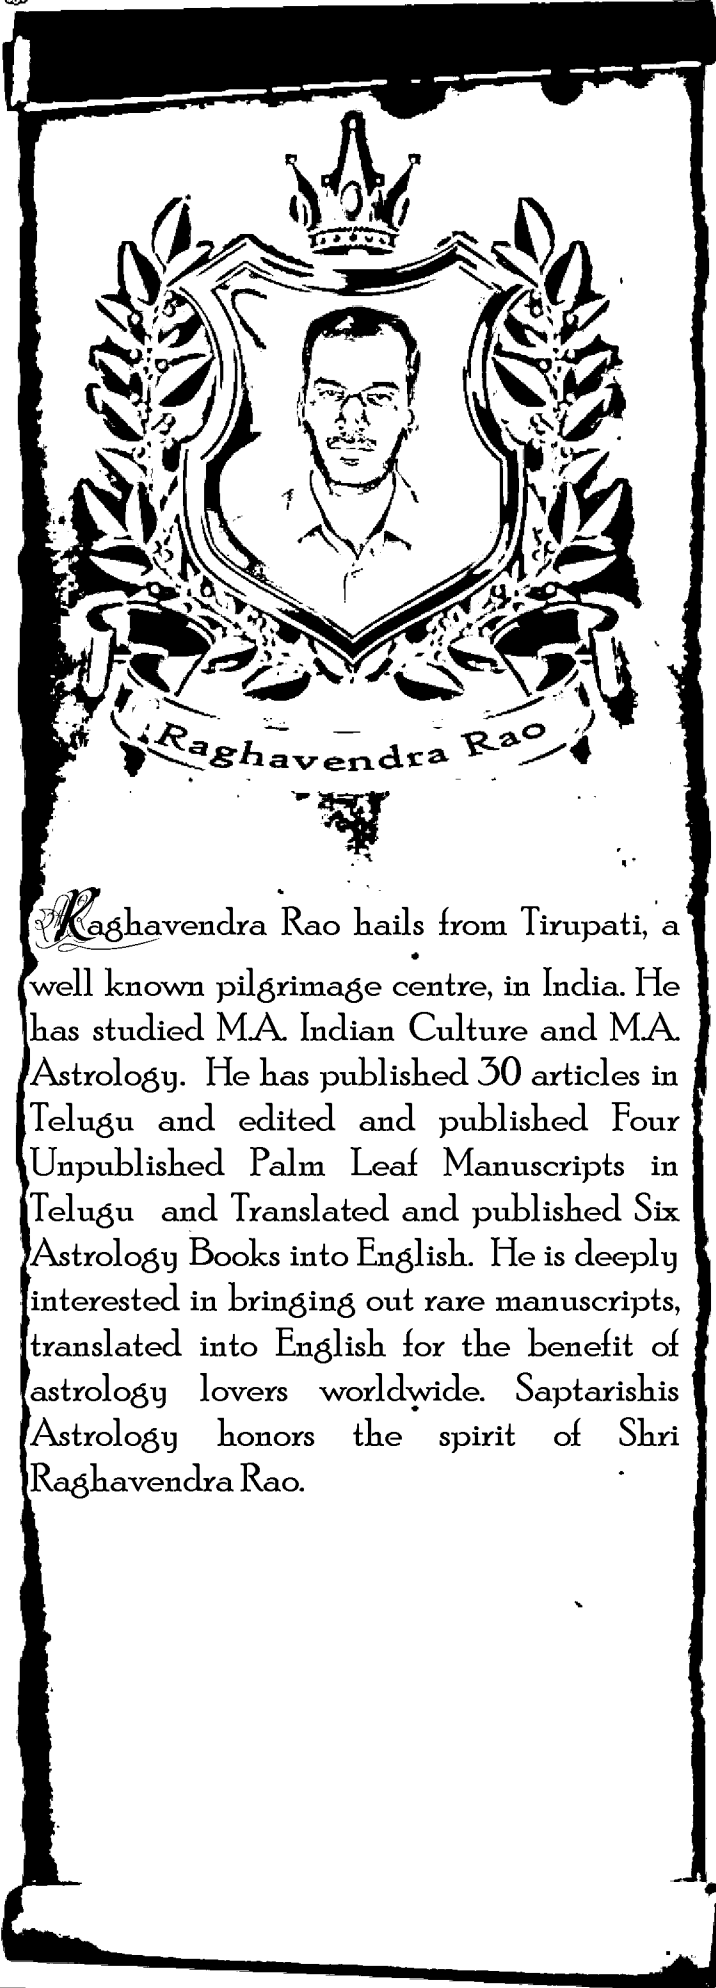 Raghavendra Rao
Raghavendra Rao hails from Tirupati, a
well known pilgrimage centre, in India. He
has studied M.A. Indian Culture and M.A.
Astrology. He has published 30 articles in
Telugu and edited and published Four
Unpublished Palm Leaf Manuscripts in
Telugu and Translated and published Six
Astrology Books into English. He is deeply
interested in bringing out rare manuscripts,
translated into English for the benefit of
astrology lovers worldwide. Saptarishis
Astrology honors the spirit of Shri
Raghavendra Rao.